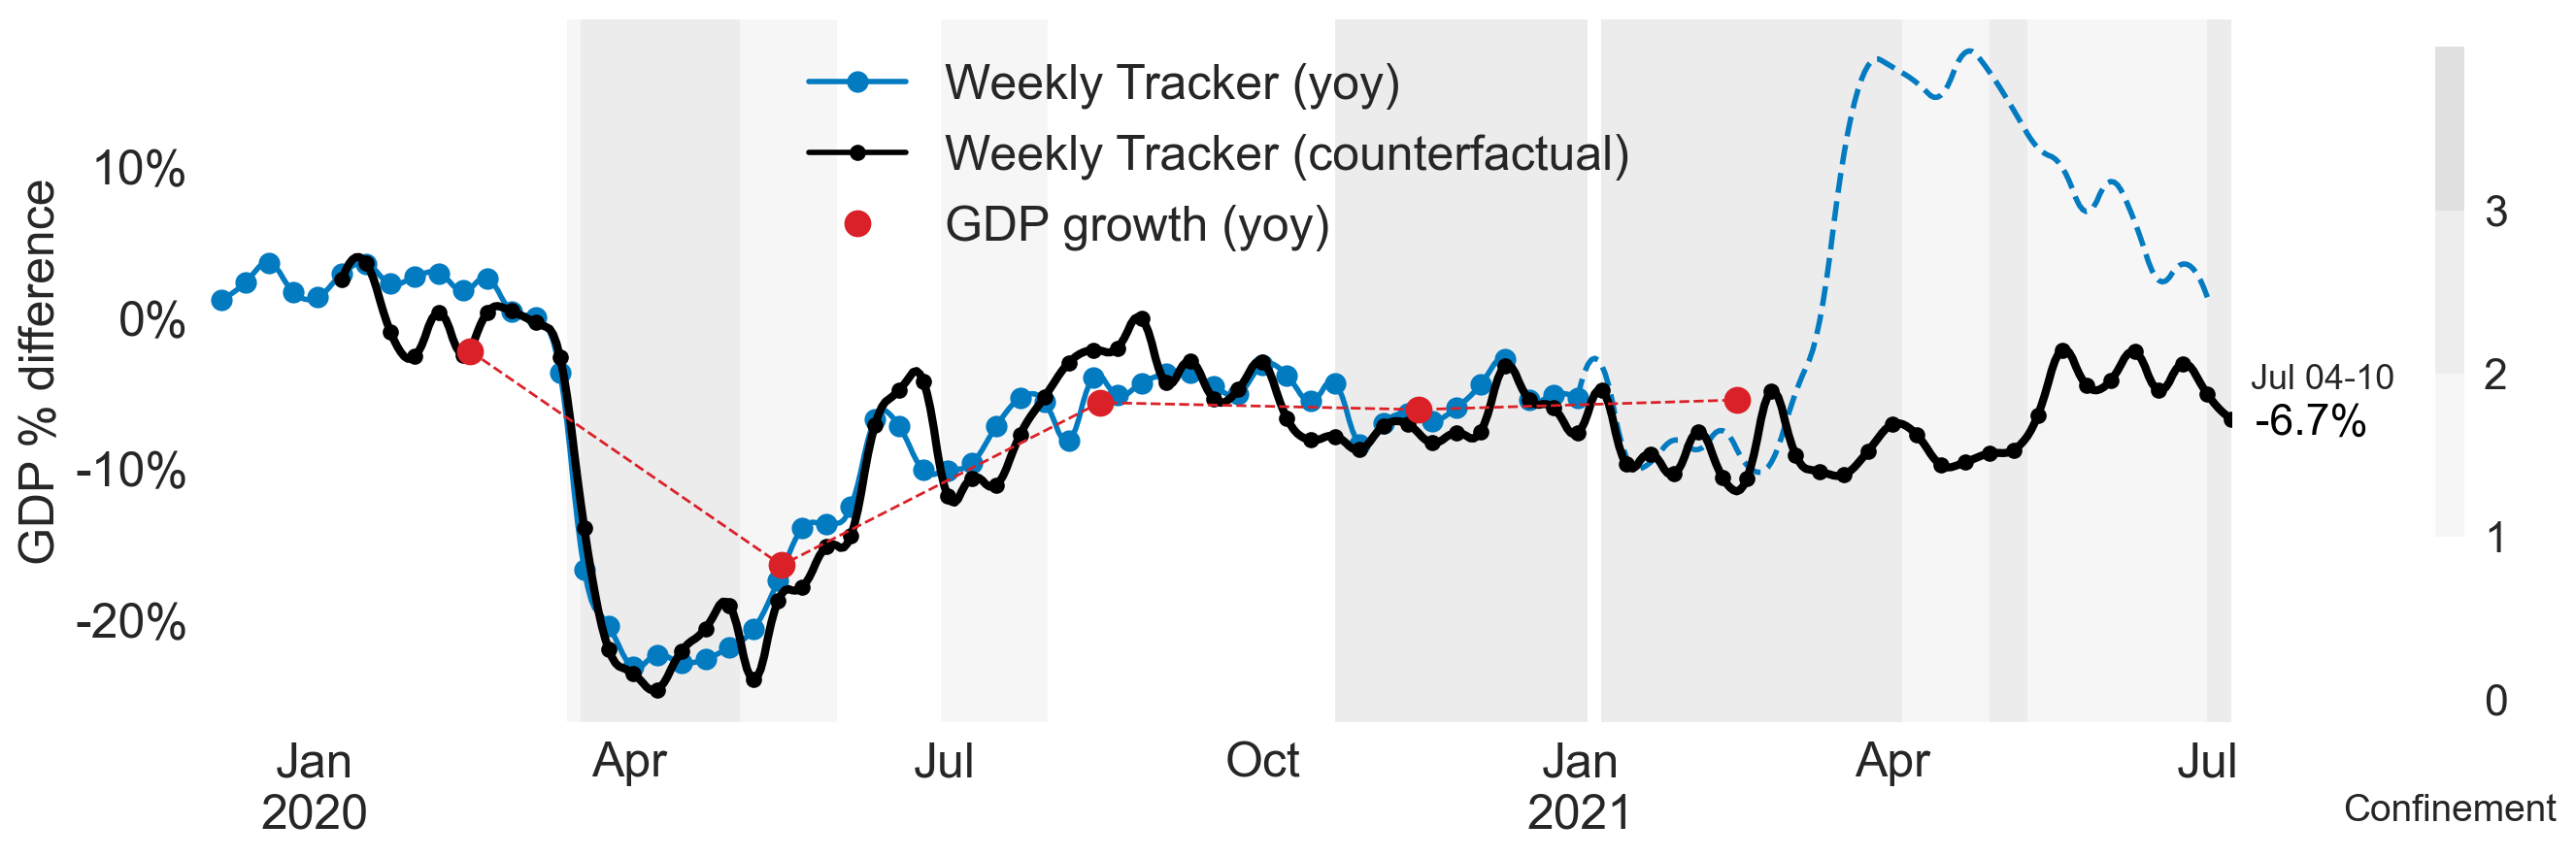 Weekly Tracker (yoy)
Weekly Tracker (counterfactual)
GDP growth (yoy)
GDP % difference
10%
0%
-10%
-20%
Jan
2020
Apr
Jul
Oct
Jan
2021
Apr
Jul
Jul 04-10
-6.7%
3
2
1
0
Confinement